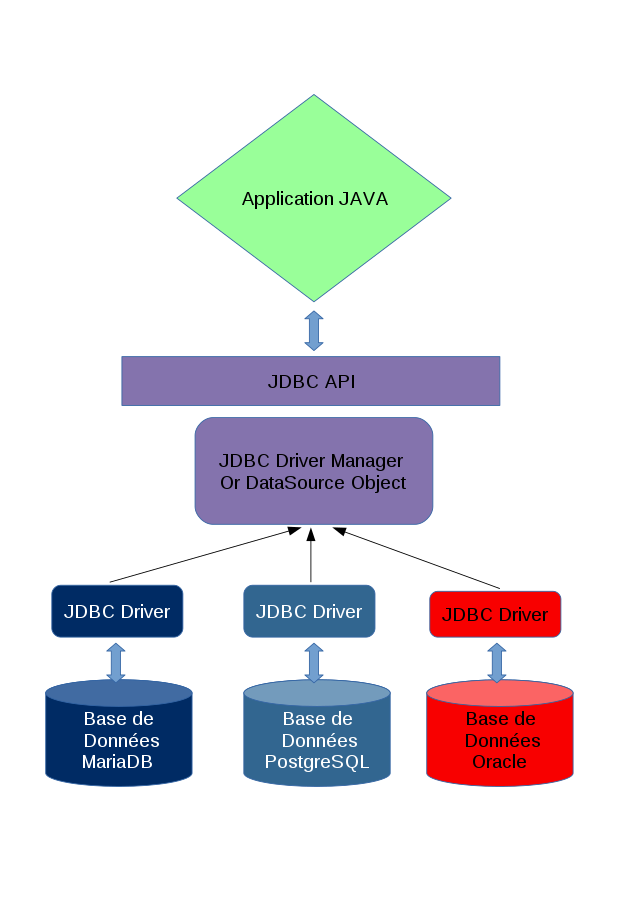 Application JAVA
JDBC API
JDBC Driver Manager
Or DataSource Object
JDBC Driver
JDBC Driver
JDBC Driver
Base de
Données
MariaDB
Base de
Données
PostgreSQL
Base de
Données
Oracle